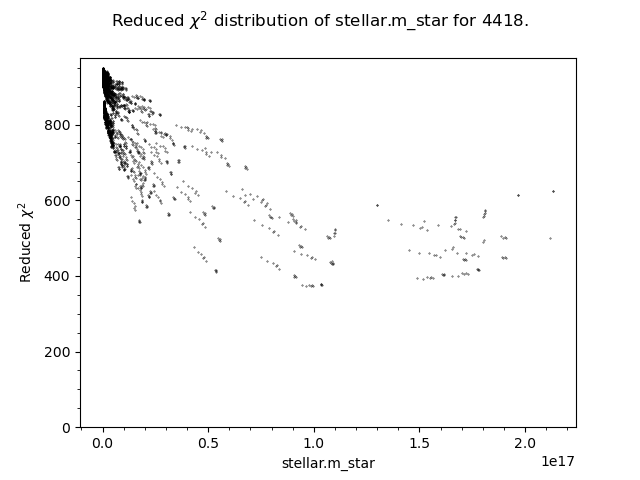 Reduced χ² distribution of stellar.m_star for 4418.
Reduced χ²
800
600
400
200
0
0.0 0.5 1.0 1.5 2.0
1e17
stellar.m_star